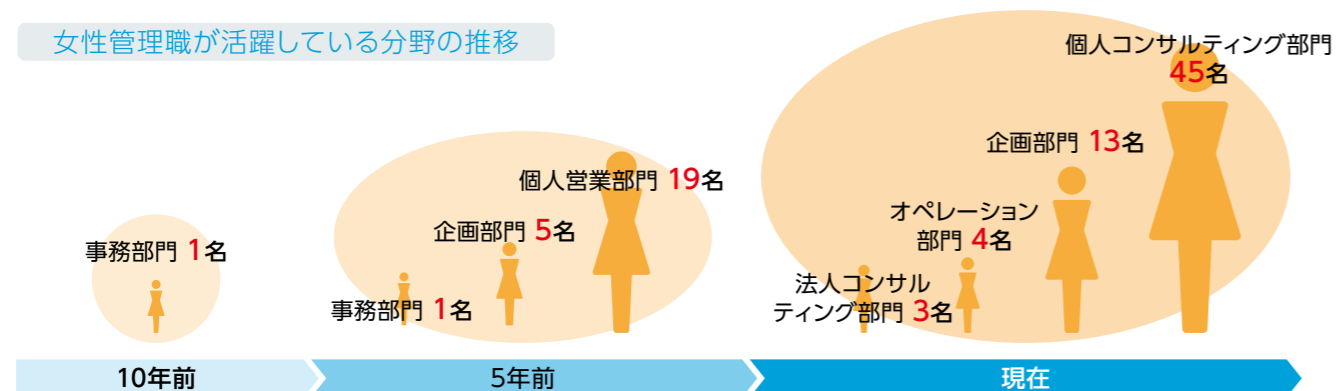 女性管理職が活躍している分野の推移
事務部門 1名
事務部門 1名
企画部門 5名
個人営業部門 19名
法人コンサル
ティング部門 3名
オペレーション
部門 4名
企画部門 13名
個人コンサルティング部門
45名
10年前
5年前
現在